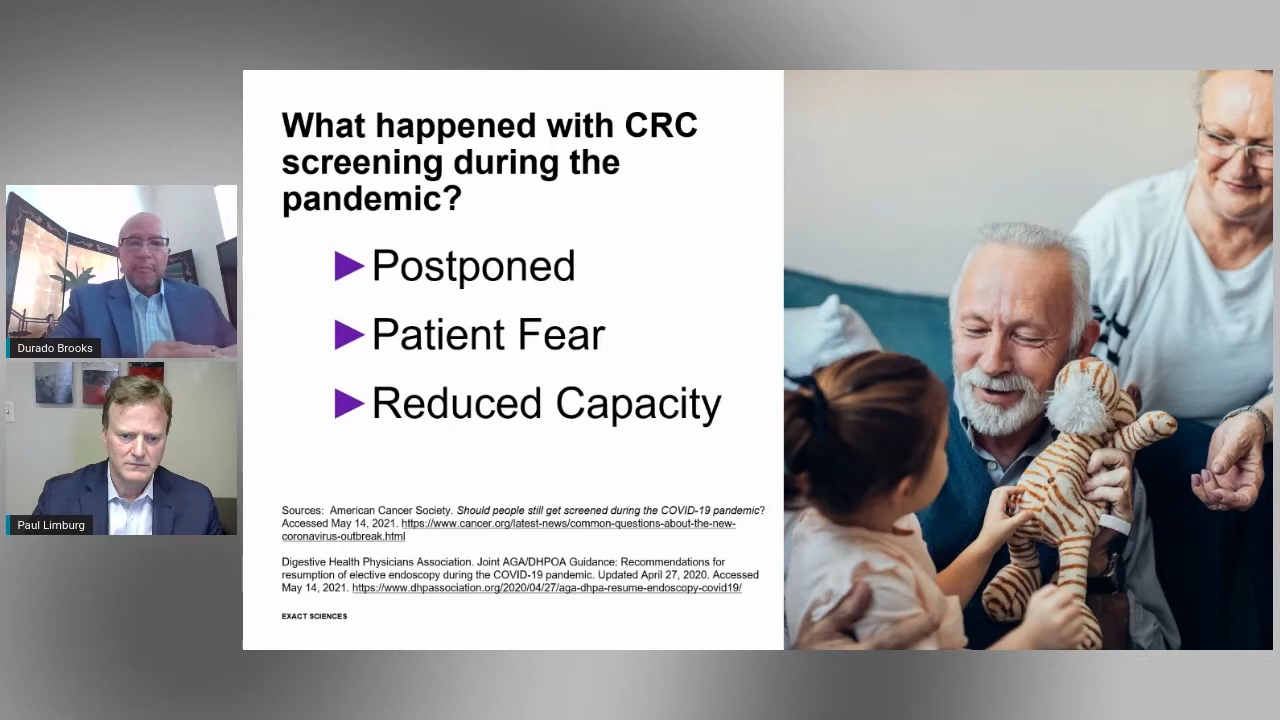 What happened with CRC
screening during the
pandemic?
Postponed
Patient Fear
Reduced Capacity
Sources:  American Cancer Society. Should people still get screened during the COVID-19 pandemic?
Accessed May 14, 2021. https://www.cancer.org/latest-news/common-questions-about-the-new-
coronavirus-outbreak.html
Digestive Health Physicians Association. Joint AGA/DHPOA Guidance: Recommendations for
resumption of elective endoscopy during the COVID-19 pandemic. Updated April 27, 2020. Accessed
May 14, 2021. https://www.dhpassociation.org/2020/04/27/aga-dhpa-resume-endoscopy-covid19/
EXACT SCIENCES
Durado Brooks
Paul Limburg